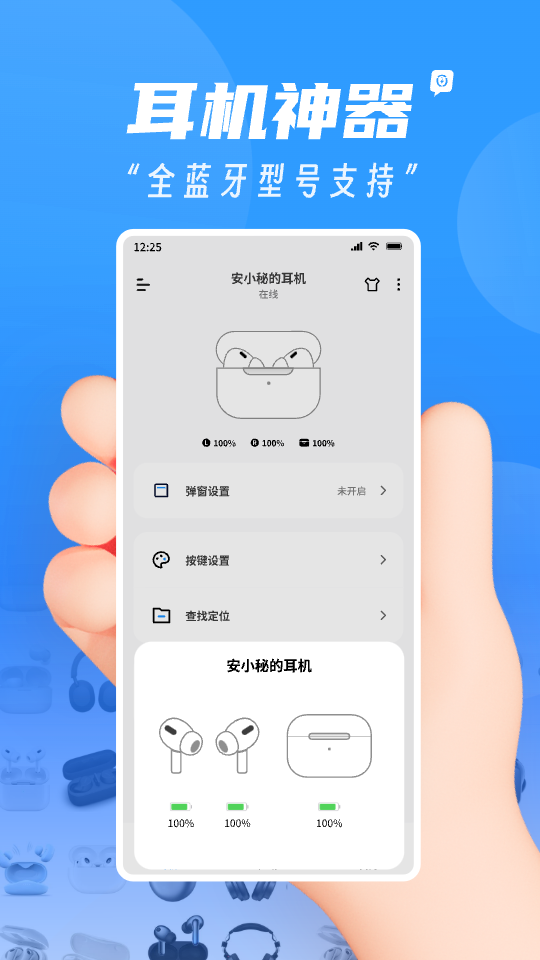 耳机神器
“全蓝牙型号支持”
12:25
安小秘的耳机
在线
L 100% R 100% 100%
弹窗设置 未开启
按键设置
查找定位
安小秘的耳机
100% 100% 100%